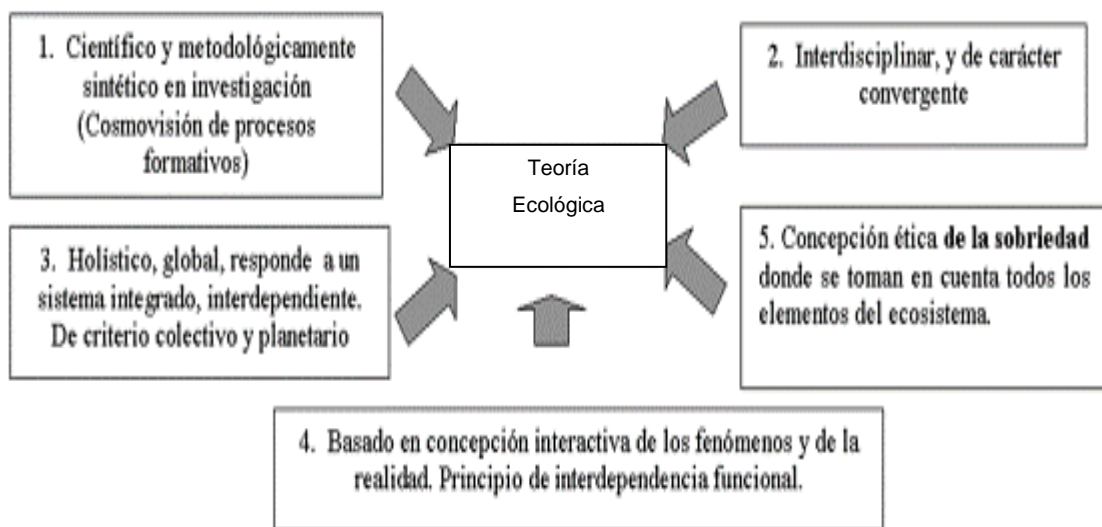 1. Científico y metodológicamente
sintético en investigación
(Cosmovisión de procesos
formativos)
2. Interdisciplinar, y de carácter
convergente
Teoría
Ecológica
3. Holistico, global, responde a un
sistema integrado, interdependiente.
De criterio colectivo y planetario
5. Concepción ética de la sobriedad
donde se toman en cuenta todos los
elementos del ecosistema.
4. Basado en concepción interactiva de los fenómenos y de la
realidad. Principio de interdependencia funcional.